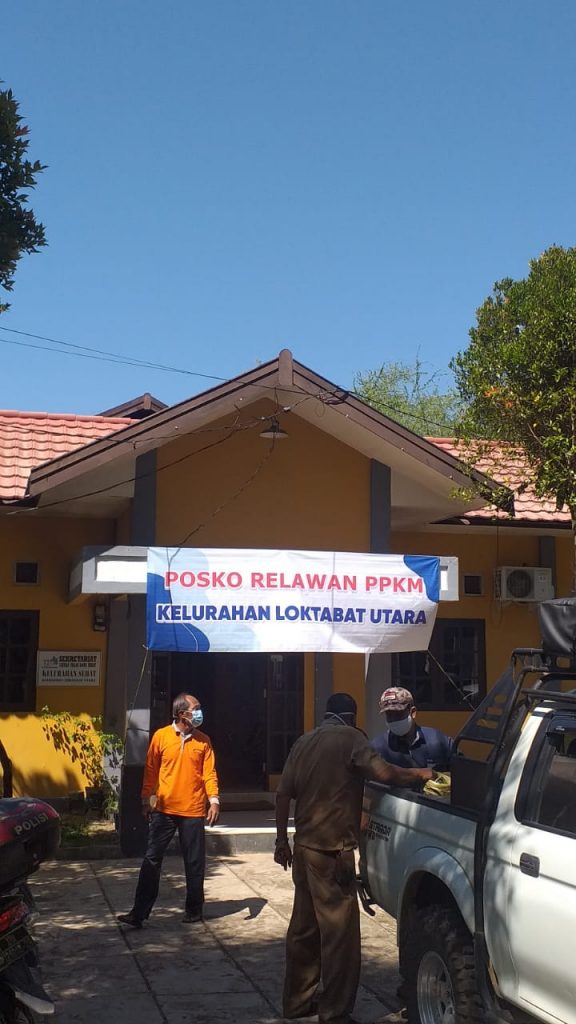 POSKO RELAWAN PPKM
KELURAHAN LOKTABAT UTARA
SEKRETARIAT
KELURAHAN
POLISI